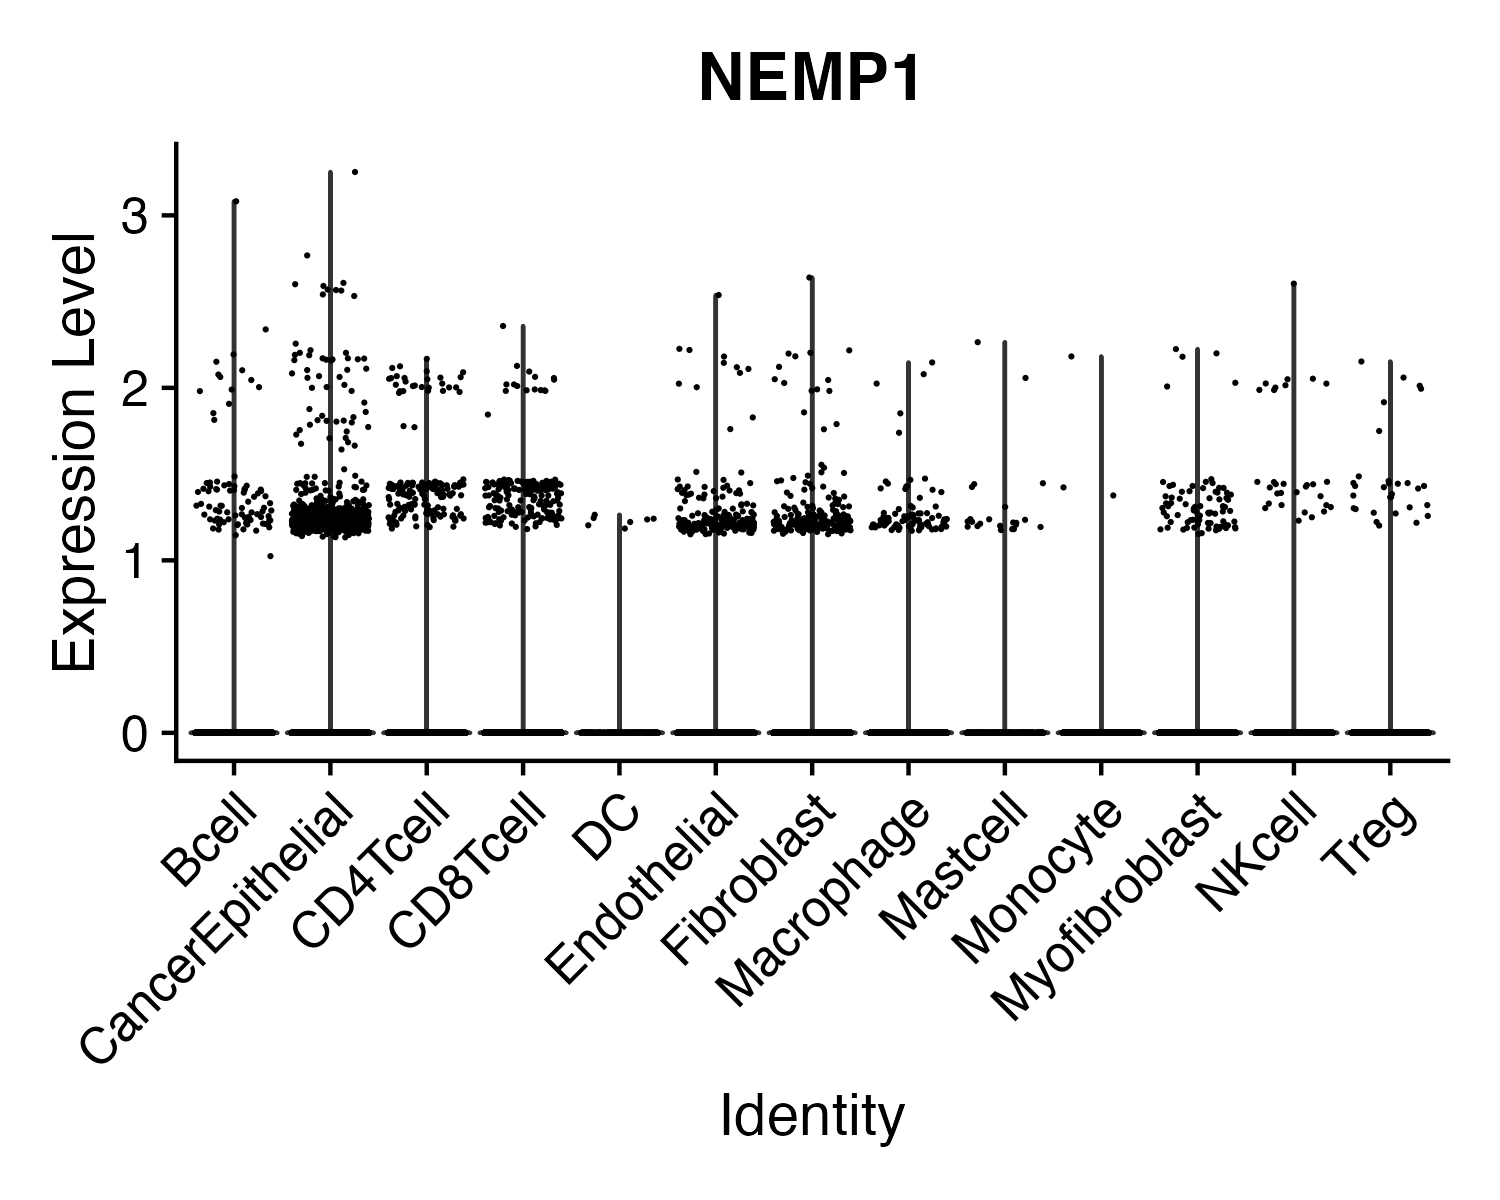 NEMP1
Expression Level
3
2
1
0
Bcell
CancerEpithelial
CD4Tcell
CD8Tcell
DC
Endothelial
Fibroblast
Macrophage
Mastcell
Monocyte
Myofibroblast
NKcell
Treg
Identity